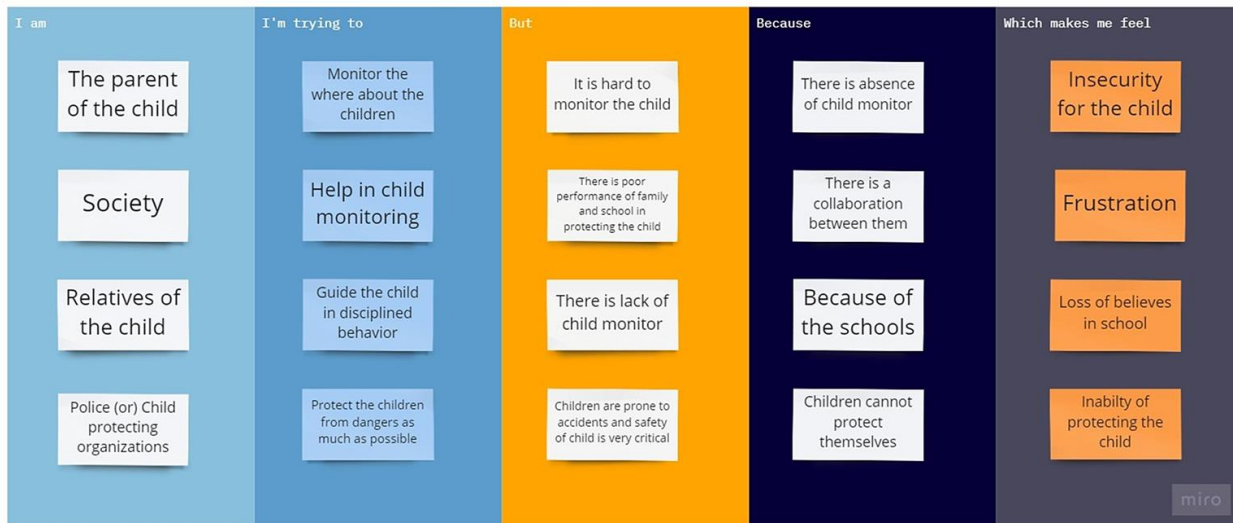 I am
I'm trying to
But
Because
Which makes me feel
The parent
of the child
Monitor the
where about the
children
It is hard to
monitor the child
There is absence
of child monitor
Insecurity
for the child
Society
Help in child
monitoring
There is poor
performance of family
and school in
protecting the child
There is a
collaboration
between them
Frustration
Relatives of
the child
Guide the child
in disciplined
behavior
There is lack of
child monitor
Because of
the schools
Loss of believes
in school
Police (or) Child
protecting
organizations
Protect the children
from dangers as
much as possible
Children are prone to
accidents and safety
of child is very critical
Children cannot
protect
themselves
Inabilty of
protecting the
child
miro